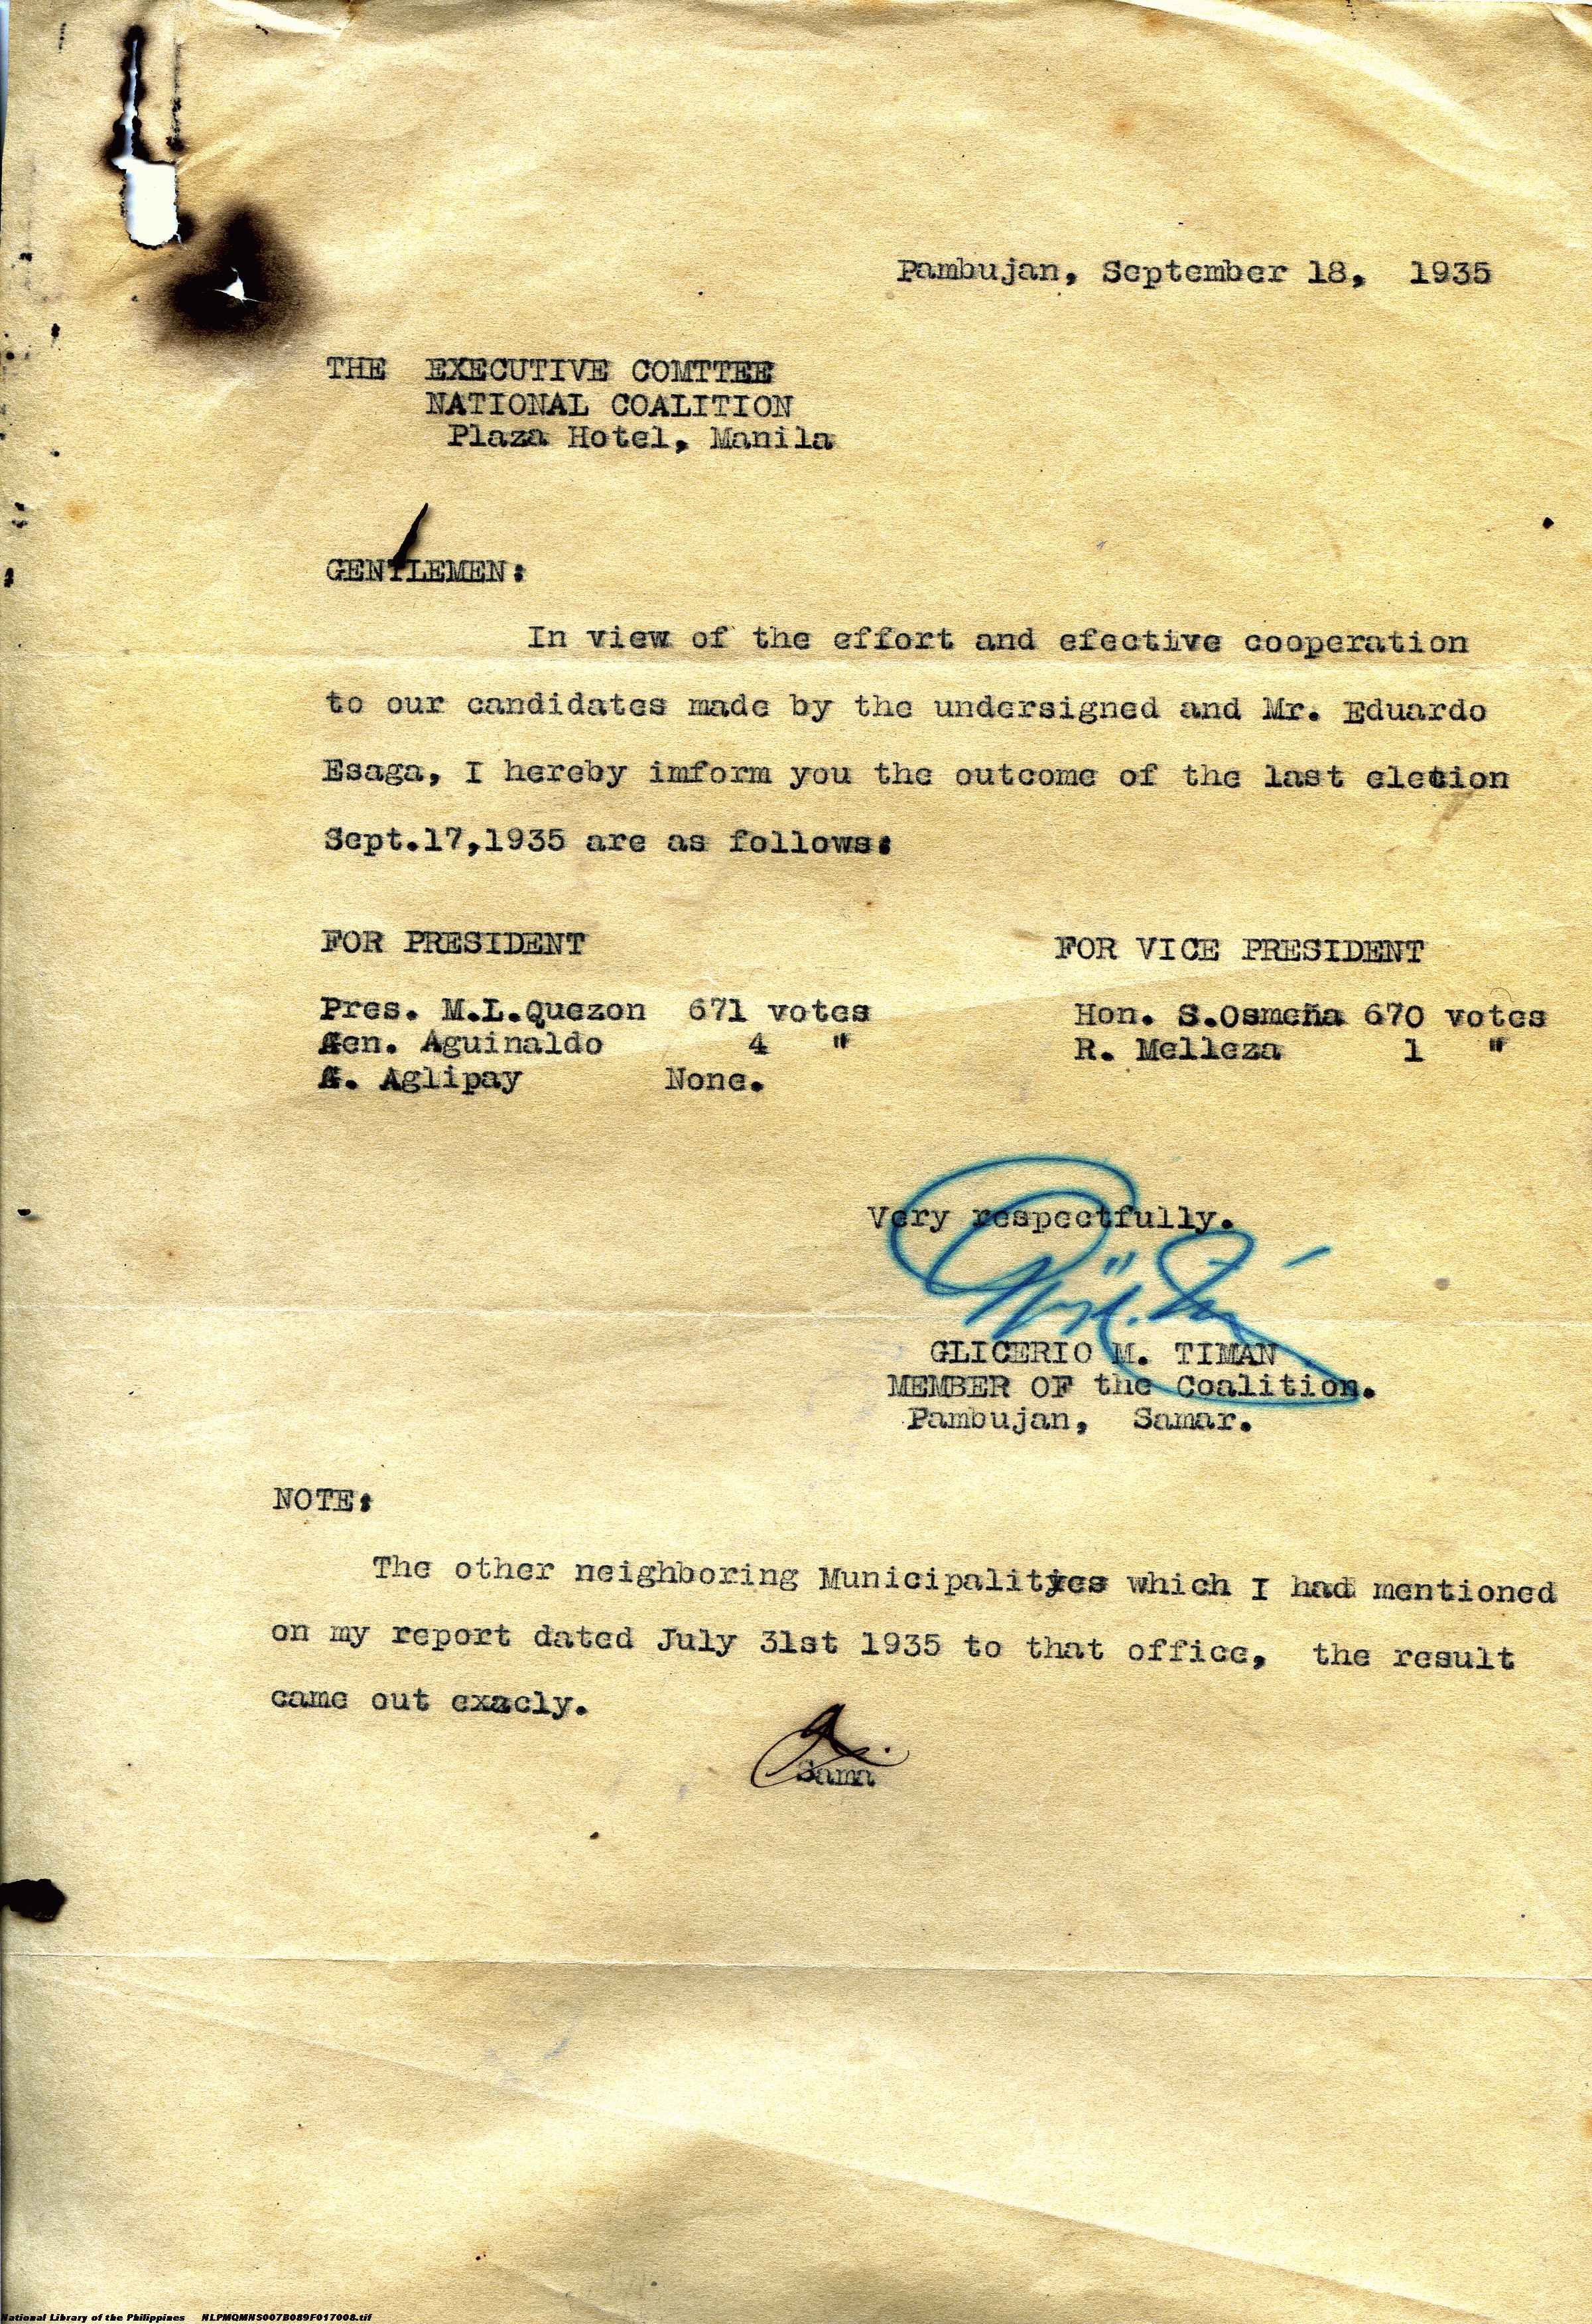 Pambujan, September 18, 1935
THE EXECUTIVE COMTTEE
NATIONAL COALITION
Plaza Hotel, Manila
GENTLEMEN:
In view of the effort and efective cooperation
to our candidates made by the undersigned and Mr. Eduardo
Esaga, I hereby imform you the outcome of the last election
Sept.17,1935 are as follows:
FOR PRESIDENT
Pres. M.L.Quezon 671 votes
Gen. Aguinaldo 4 "
Aglipay None.
FOR VICE PRESIDENT
Hon. S.Osmeña 670 votes
R. Melleza 1 "
Very respectfully.
GLICERIO M. TIMAN
MEMBER OF the Coalition.
Pambujan, Samar.
NOTE:
The other neighboring Municipalityes which I had mentioned
on my report dated July 31st 1935 to that office, the result
came out exacly.
Sama
National Library of the Philippines NLPMQMNS007B089F017008.tif